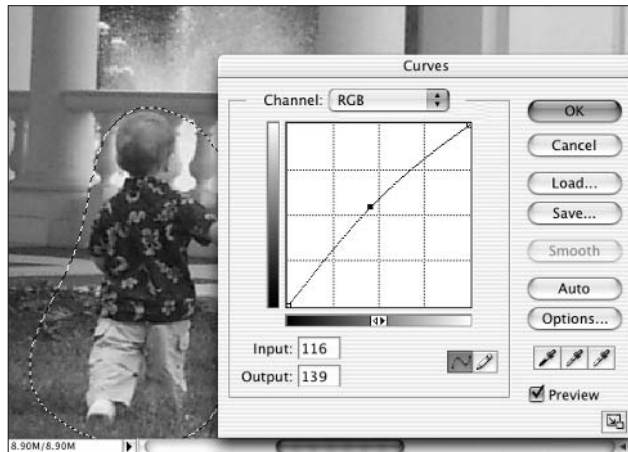 Curves
Channel: RGB
OK
Cancel
Load...
Save...
Smooth
Auto
Options...
Input: 116
Output: 139
Preview
8.90M/8.90M